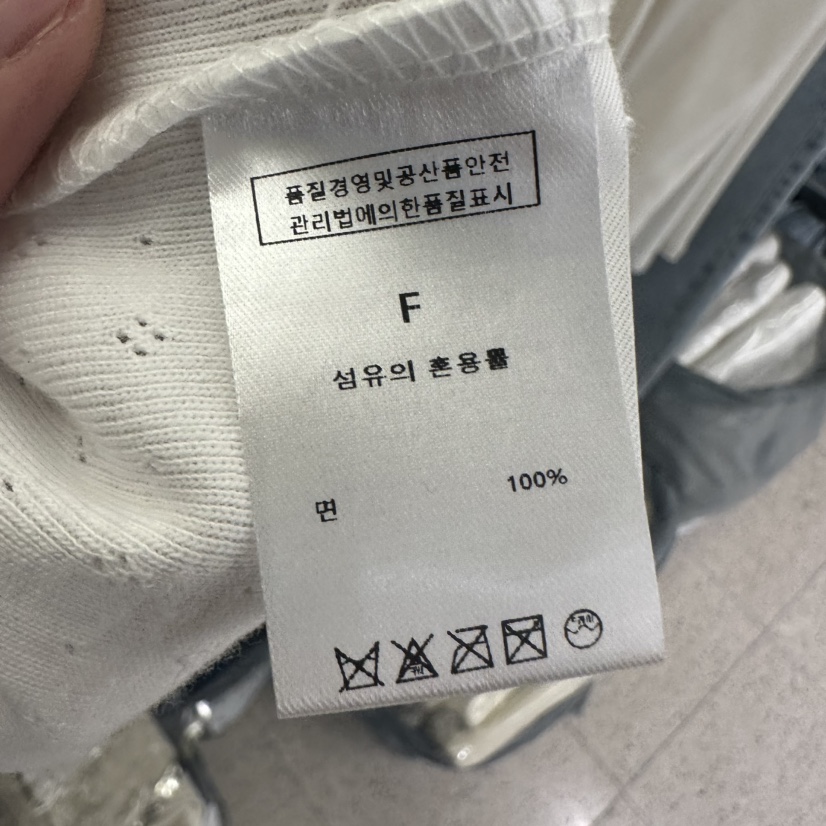 품질경영및공산품안전
관리법에의한품질표시
F
섬유의 혼용률
면 100%